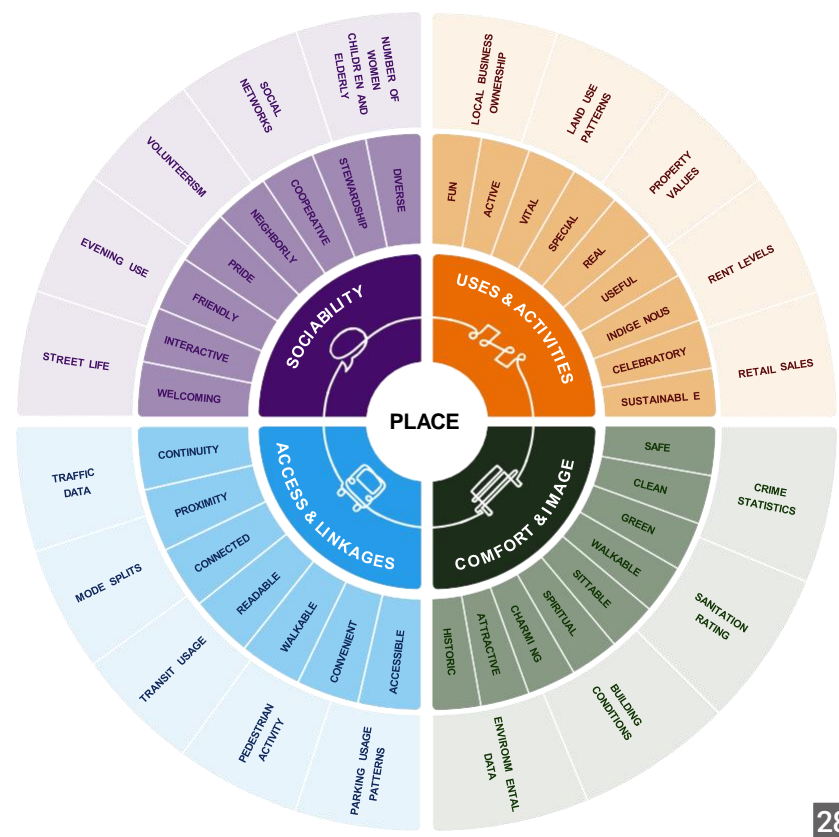 NUMBER OF
WOMEN
CHILDR EN AND
ELDERLY
SOCIAL
NETWORKS
VOLUNTEERISM
EVENING USE
STREET LIFE
LOCAL BUSINESS
OWNERSHIP
LAND USE
PATTERNS
PROPERTY
VALUES
RENT LEVELS
RETAIL SALES
DIVERSE
STEWARDSHIP
COOPERATIVE
NEIGHBORLY
PRIDE
FRIENDLY
INTERACTIVE
WELCOMING
FUN
ACTIVE
VITAL
SPECIAL
REAL
USEFUL
INDIGE NOUS
CELEBRATORY
SUSTAINABL E
SOCIABILITY
USES & ACTIVITIES
PLACE
ACCESS & LINKAGES
COMFORT & IMAGE
CONTINUITY
PROXIMITY
CONNECTED
READABLE
WALKABLE
CONVENIENT
ACCESSIBLE
SAFE
CLEAN
GREEN
WALKABLE
SITTABLE
SPIRITUAL
CHARMI NG
ATTRACTIVE
HISTORIC
TRAFFIC
DATA
MODE SPLITS
TRANSIT USAGE
PEDESTRIAN
ACTIVITY
PARKING USAGE
PATTERNS
CRIME
STATISTICS
SANITATION
RATING
BUILDING
CONDITIONS
ENVIRONM ENTAL
DATA
28